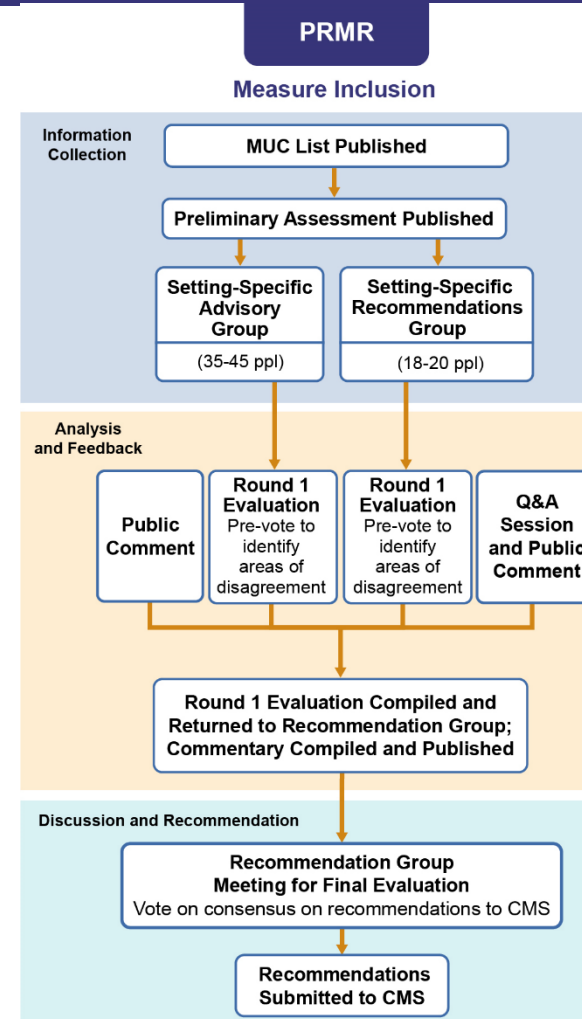 PRMR
Measure Inclusion
Information
Collection
MUC List Published
Preliminary Assessment Published
Setting-Specific
Advisory
Group
(35-45 ppl)
Setting-Specific
Recommendations
Group
(18-20 ppl)
Analysis
and Feedback
Public
Comment
Round 1
Evaluation
Pre-vote to
identify
areas of
disagreement
Round 1
Evaluation
Pre-vote to
identify
areas of
disagreement
Q&A
Session
and Public
Comment
Round 1 Evaluation Compiled and
Returned to Recommendation Group;
Commentary Compiled and Published
Discussion and Recommendation
Recommendation Group
Meeting for Final Evaluation
Vote on consensus on recommendations to CMS
Recommendations
Submitted to CMS